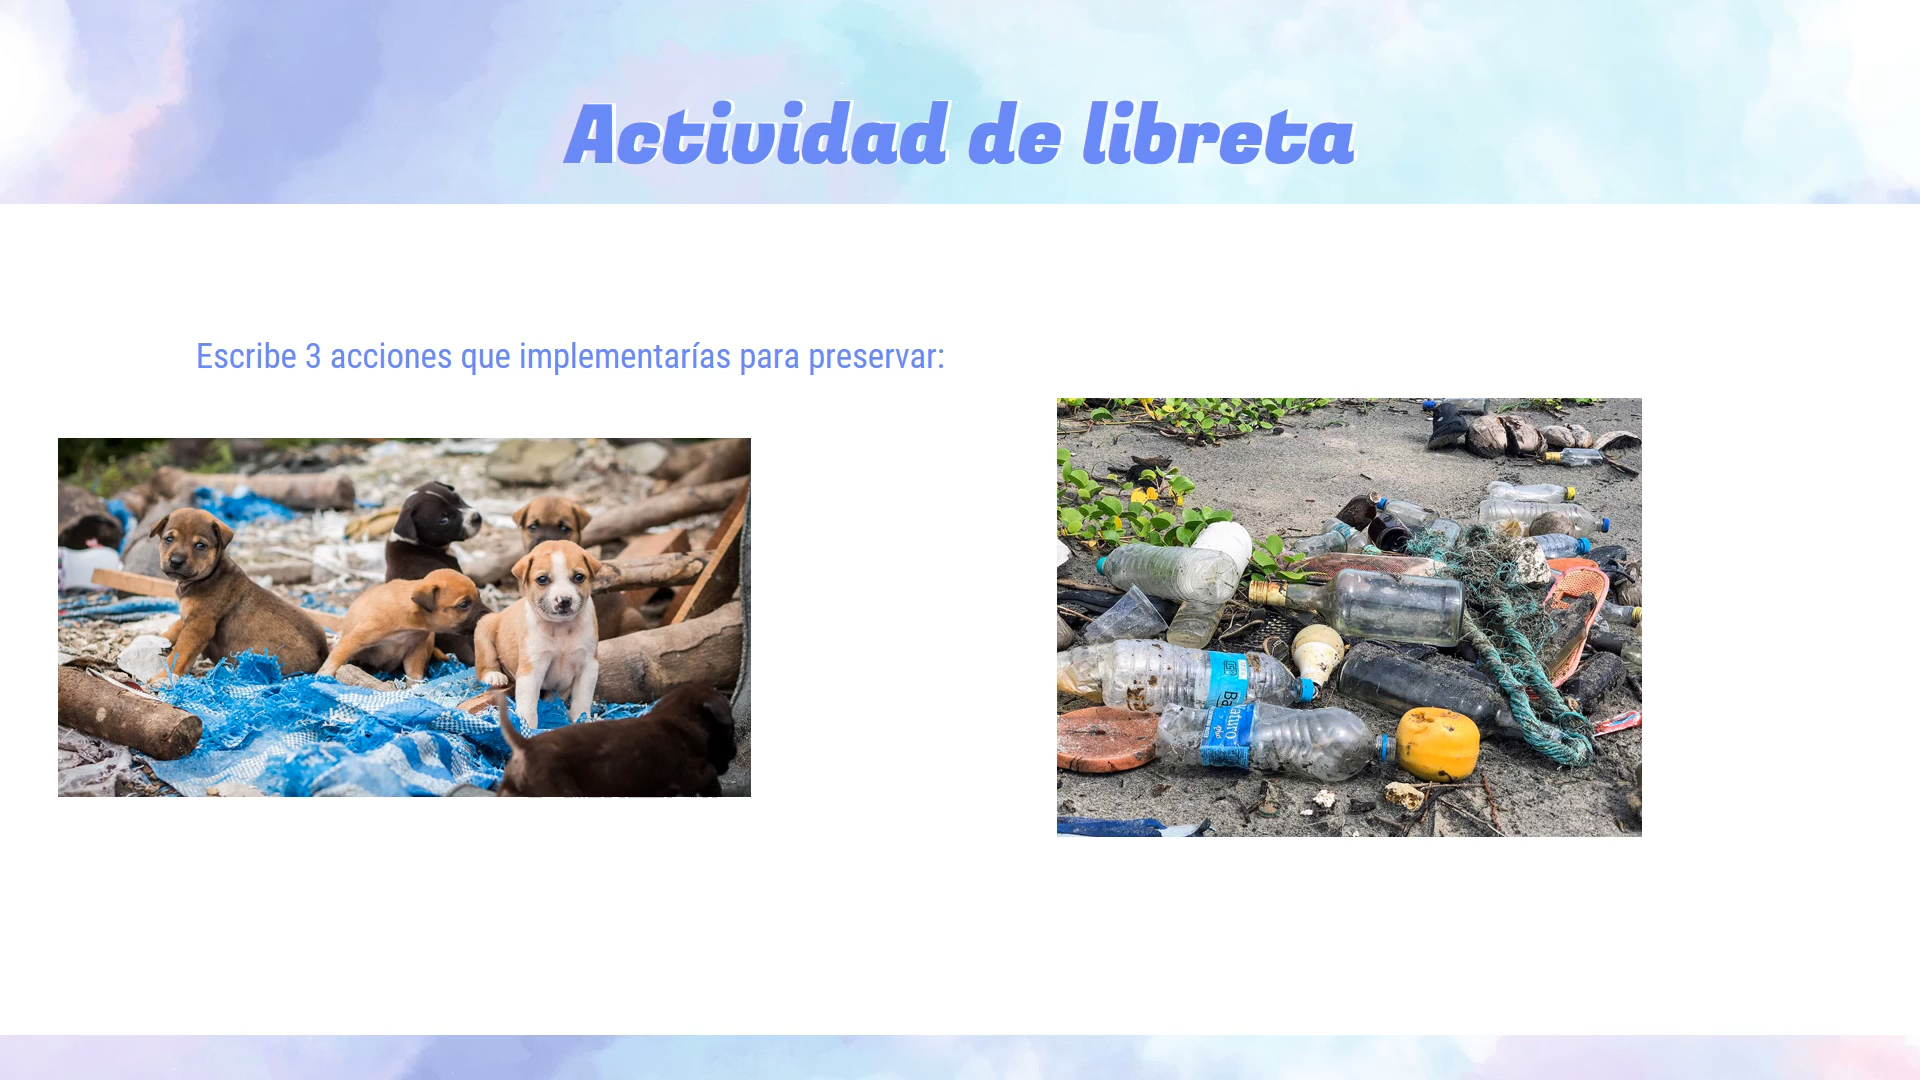 Actividad de libreta
Escribe 3 acciones que implementarías para preservar: